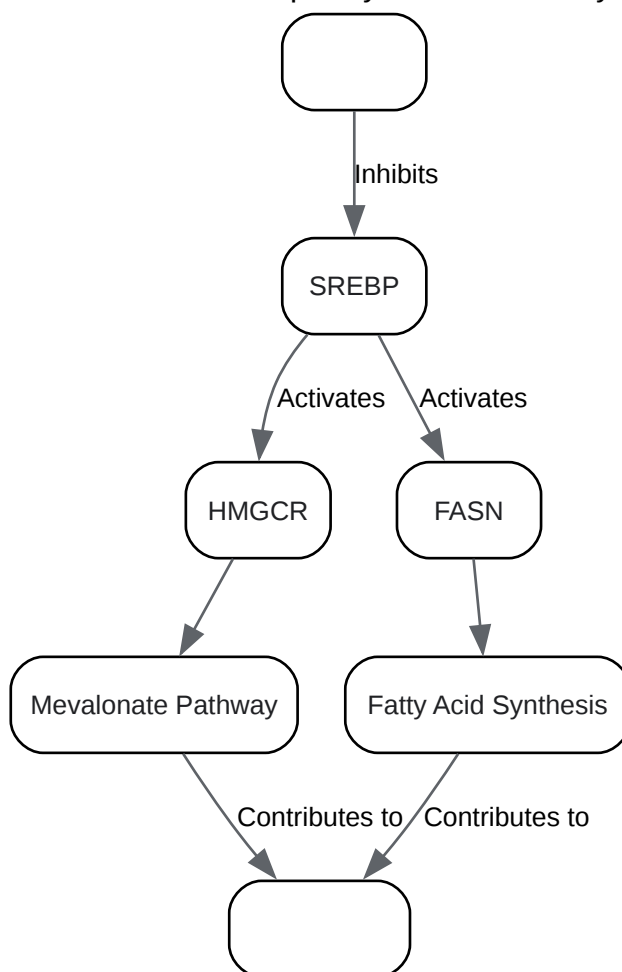 Inhibits
SREBP
Activates
Activates
HMGCR
FASN
Mevalonate Pathway
Fatty Acid Synthesis
Contributes to
Contributes to